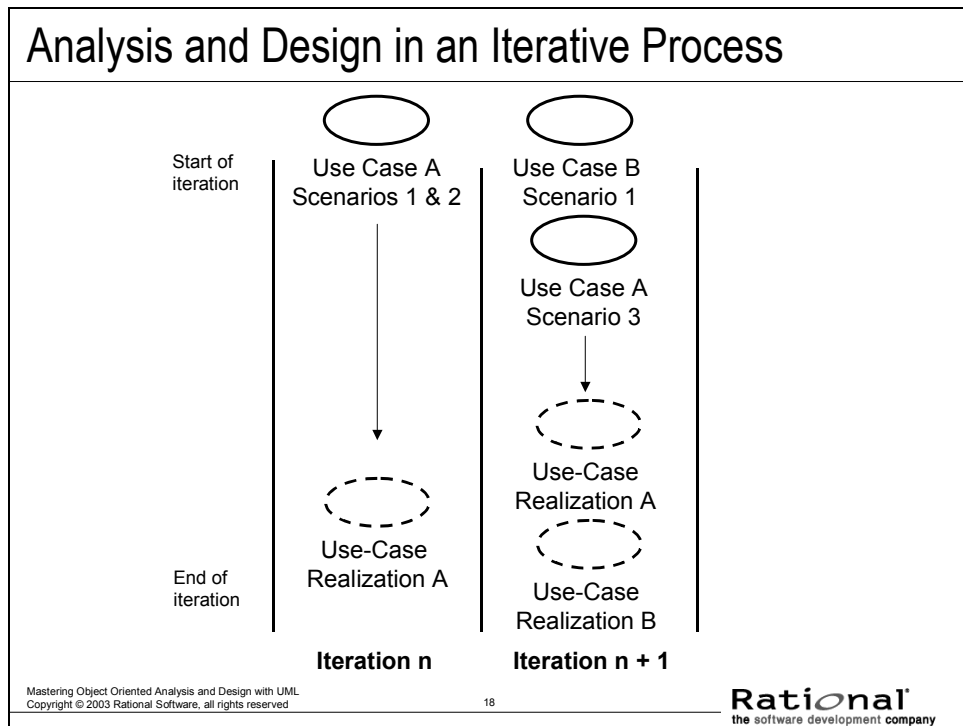 Analysis and Design in an Iterative Process
Start of
iteration
Use Case A
Scenarios 1 & 2
Use-Case
Realization A
End of
iteration
Iteration n
Use Case B
Scenario 1
Use Case A
Scenario 3
Use-Case
Realization A
Use-Case
Realization B
Iteration n + 1
Mastering Object Oriented Analysis and Design with UML
Copyright © 2003 Rational Software, all rights reserved
18
Rational
the software development company